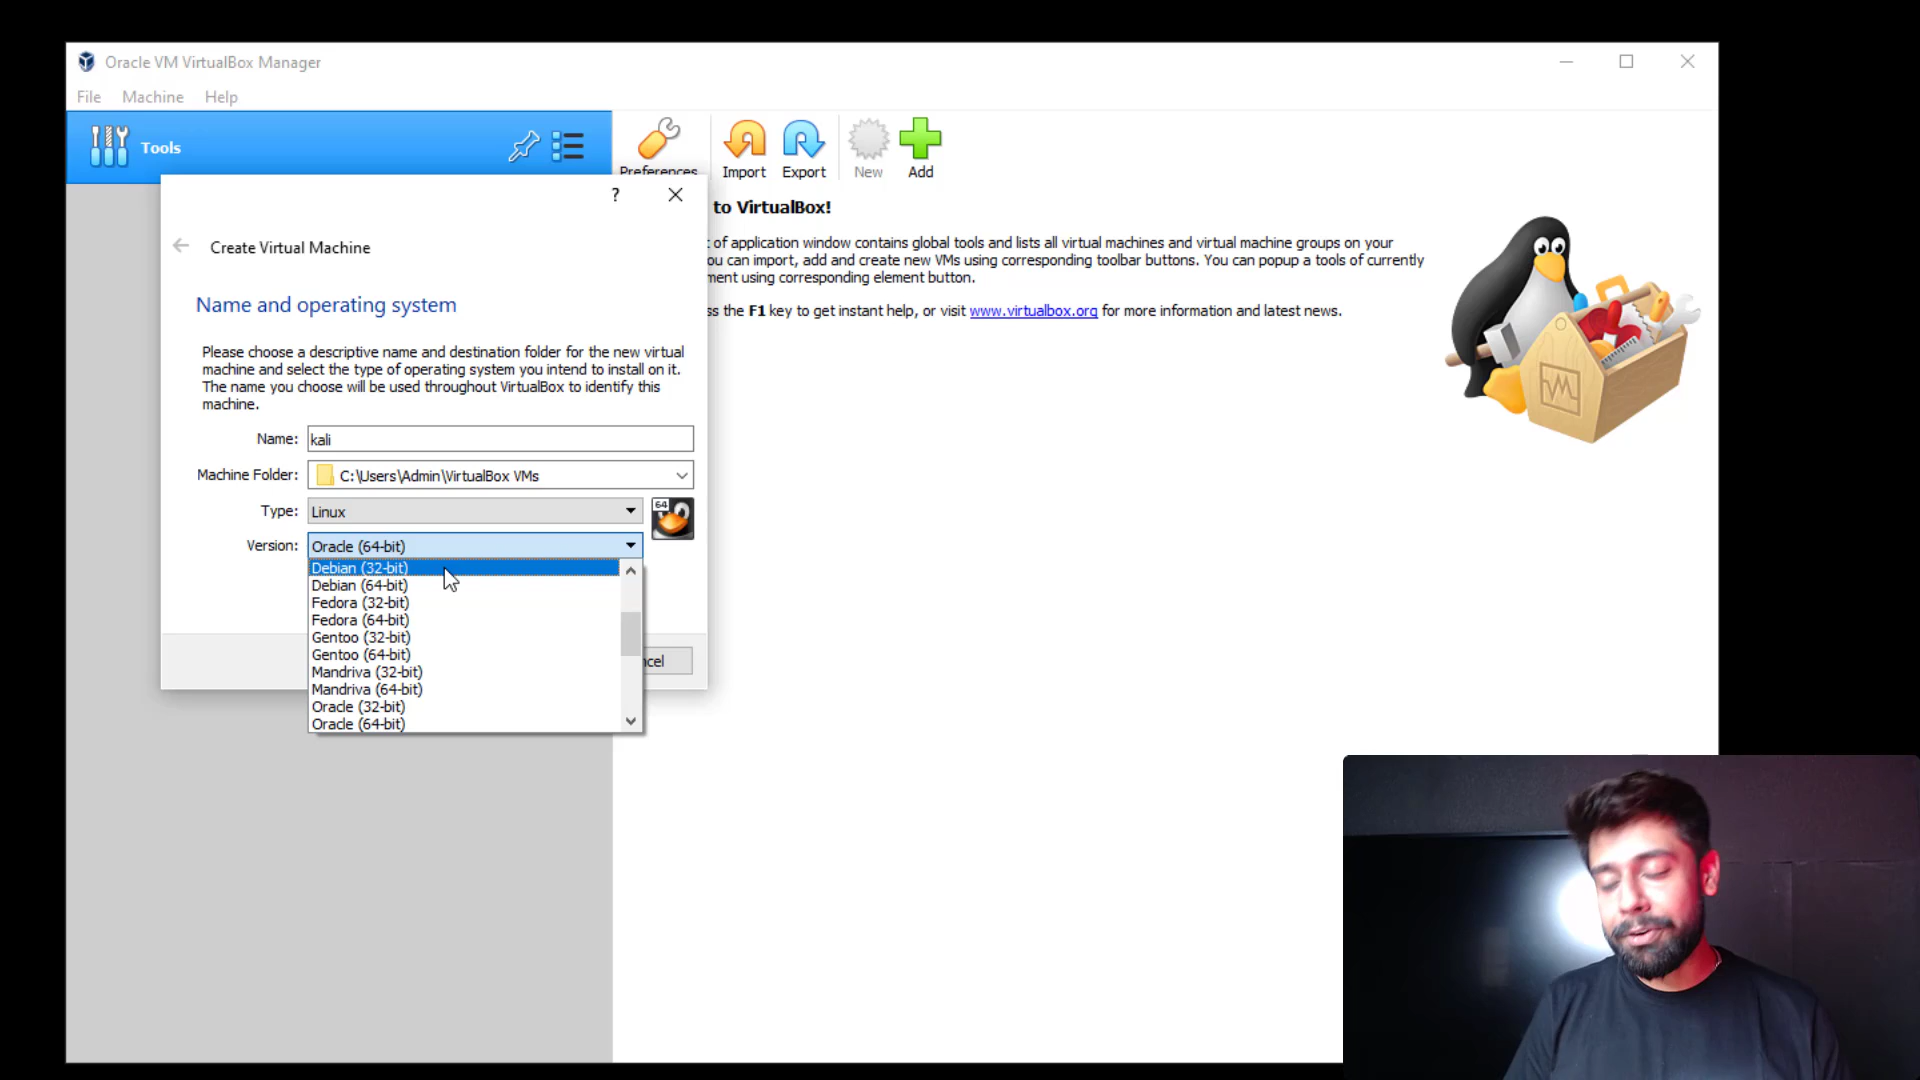 Oracle VM VirtualBox Manager
File Machine Help
Tools
Preferences
Import
Export
New
Add
?
Create Virtual Machine
Name and operating system
Please choose a descriptive name and destination folder for the new virtual
machine and select the type of operating system you intend to install on it.
The name you choose will be used throughout VirtualBox to identify this
machine.
Name: kali
Machine Folder: C:\Users\Admin\VirtualBox VMs
Type: Linux
64
Version: Oracle (64-bit)
Debian (32-bit)
Debian (64-bit)
Fedora (32-bit)
Fedora (64-bit)
Gentoo (32-bit)
Gentoo (64-bit)
Mandriva (32-bit)
Mandriva (64-bit)
Oracle (32-bit)
Oracle (64-bit)
ncel
to VirtualBox!
of application window contains global tools and lists all virtual machines and virtual machine groups on your
ou can import, add and create new VMs using corresponding toolbar buttons. You can popup a tools of currently
ment using corresponding element button.
ss the F1 key to get instant help, or visit www.virtualbox.org for more information and latest news.